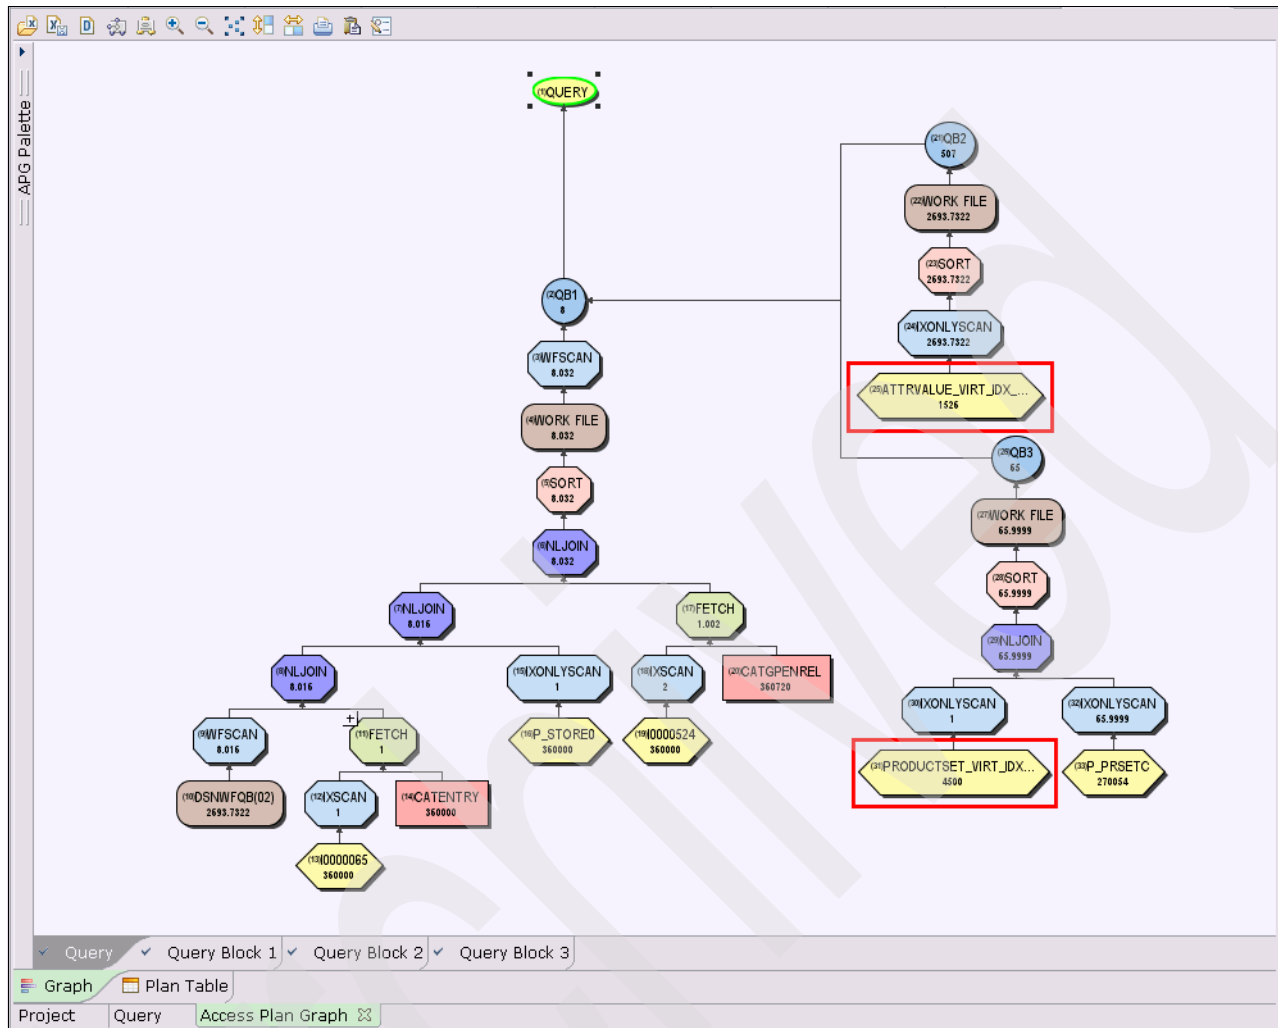 APG Palette
(1)QUERY
(21)QB2
507
(22)WORK FILE
2693.7322
(23)SORT
2693.7322
(24)IXONLYSCAN
2693.7322
(25)ATTRVALUE_VIRT_IDX_...
1526
(2)QB1
8
(3)WFSCAN
8.032
(4)WORK FILE
8.032
(5)SORT
8.032
(6)NLJOIN
8.032
(7)NLJOIN
8.016
(17)FETCH
1.002
(8)NLJOIN
8.016
(15)IXONLYSCAN
1
(18)IXSCAN
2
(20)CATGPENREL
360720
(9)WFSCAN
8.016
(11)FETCH
1
(16)P_STORE0
360000
(19)I0000524
360000
(10)DSNWFQB(02)
2693.7322
(12)IXSCAN
1
(14)CATENTRY
360000
(13)I0000065
360000
(26)QB3
65
(27)WORK FILE
65.9999
(28)SORT
65.9999
(29)NLJOIN
65.9999
(30)IXONLYSCAN
1
(32)IXONLYSCAN
65.9999
(31)PRODUCTSET_VIRT_IDX...
4500
(33)P_PRSETC
270054
Query Query Block 1 Query Block 2 Query Block 3
Graph Plan Table
Project Query Access Plan Graph